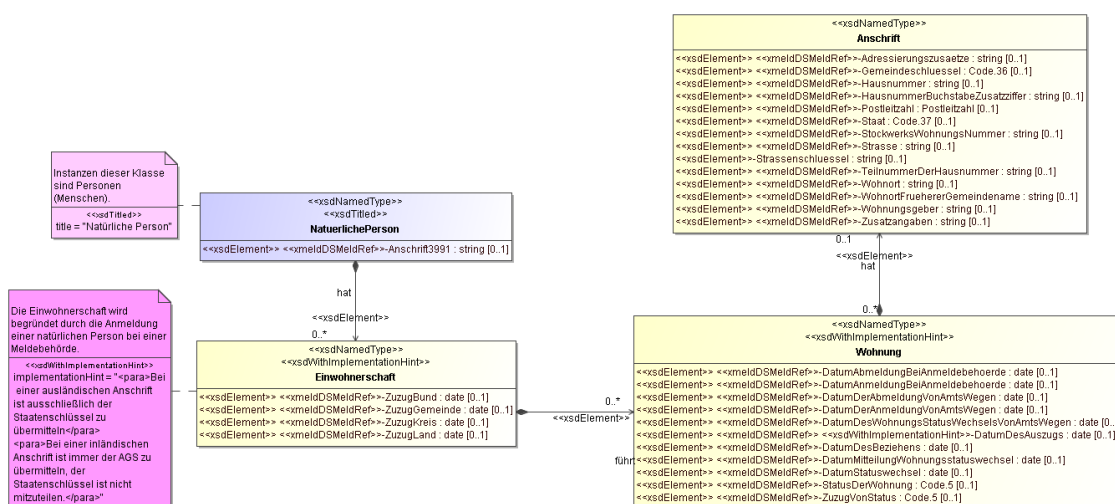 <<xsdNamedType>>
Anschrift
<<xsdElement>> <<xmeldDSMeldRef>>-Adressierungszusaetze : string [0..1]
<<xsdElement>> <<xmeldDSMeldRef>>-Gemeindeschluessel : Code.36 [0..1]
<<xsdElement>> <<xmeldDSMeldRef>>-Hausnummer : string [0..1]
<<xsdElement>> <<xmeldDSMeldRef>>-HausnummerBuchstabeZusatzziffer : string [0..1]
<<xsdElement>> <<xmeldDSMeldRef>>-Postleitzahl : Postleitzahl [0..1]
<<xsdElement>> <<xmeldDSMeldRef>>-Staat : Code.37 [0..1]
<<xsdElement>> <<xmeldDSMeldRef>>-StockwerksWohnungsNummer : string [0..1]
<<xsdElement>> <<xmeldDSMeldRef>>-Strasse : string [0..1]
<<xsdElement>>-Strassenschluessel : string [0..1]
<<xsdElement>> <<xmeldDSMeldRef>>-TeilnummerDerHausnummer : string [0..1]
<<xsdElement>> <<xmeldDSMeldRef>>-Wohnort : string [0..1]
<<xsdElement>> <<xmeldDSMeldRef>>-WohnortFruehererGemeindename : string [0..1]
<<xsdElement>> <<xmeldDSMeldRef>>-Wohnungsgeber : string [0..1]
<<xsdElement>> <<xmeldDSMeldRef>>-Zusatzangaben : string [0..1]
Instanzen dieser Klasse
sind Personen
(Menschen).
<<xsdTitled>>
title = "Natürliche Person"
<<xsdNamedType>>
<<xsdTitled>>
NatuerlichePerson
<<xsdElement>> <<xmeldDSMeldRef>>-Anschrift3991 : string [0..1]
0..1
<<xsdElement>>
hat
hat
<<xsdElement>>
0..*
0..*
Die Einwohnerschaft wird
begründet durch die Anmeldung
einer natürlichen Person bei einer
Meldebehörde.
<<xsdWithImplementationHint>>
implementationHint = "<para>Bei
einer ausländischen Anschrift
ist ausschließlich der
Staatenschlüssel zu
übermitteln</para>
<para>Bei einer inländischen
Anschrift ist immer der AGS zu
übermitteln, der
Staatenschlüssel ist nicht
mitzuteilen.</para>"
<<xsdNamedType>>
<<xsdWithImplementationHint>>
Einwohnerschaft
<<xsdElement>> <<xmeldDSMeldRef>>-ZuzugBund : date [0..1]
<<xsdElement>> <<xmeldDSMeldRef>>-ZuzugGemeinde : date [0..1]
<<xsdElement>> <<xmeldDSMeldRef>>-ZuzugKreis : date [0..1]
<<xsdElement>> <<xmeldDSMeldRef>>-ZuzugLand : date [0..1]
0..*
<<xsdElement>>
führt
<<xsdNamedType>>
<<xsdWithImplementationHint>>
Wohnung
<<xsdElement>> <<xmeldDSMeldRef>>-DatumAbmeldungBeiAnmeldebehoerde : date [0..1]
<<xsdElement>> <<xmeldDSMeldRef>>-DatumAnmeldungBeiAnmeldebehoerde : date [0..1]
<<xsdElement>> <<xmeldDSMeldRef>>-DatumDerAbmeldungVonAmtsWegen : date [0..1]
<<xsdElement>> <<xmeldDSMeldRef>>-DatumDerAnmeldungVonAmtsWegen : date [0..1]
<<xsdElement>> <<xmeldDSMeldRef>>-DatumDesWohnungsStatusWechselsVonAmtsWegen : date [0..1]
<<xsdElement>> <<xmeldDSMeldRef>> <<xsdWithImplementationHint>>-DatumDesAuszugs : date [0..1]
<<xsdElement>> <<xmeldDSMeldRef>>-DatumDesBeziehens : date [0..1]
<<xsdElement>> <<xmeldDSMeldRef>>-DatumMitteilungWohnungsstatuswechsel : date [0..1]
<<xsdElement>> <<xmeldDSMeldRef>>-DatumStatuswechsel : date [0..1]
<<xsdElement>> <<xmeldDSMeldRef>>-StatusDerWohnung : Code.5 [0..1]
<<xsdElement>> <<xmeldDSMeldRef>>-ZuzugVonStatus : Code.5 [0..1]